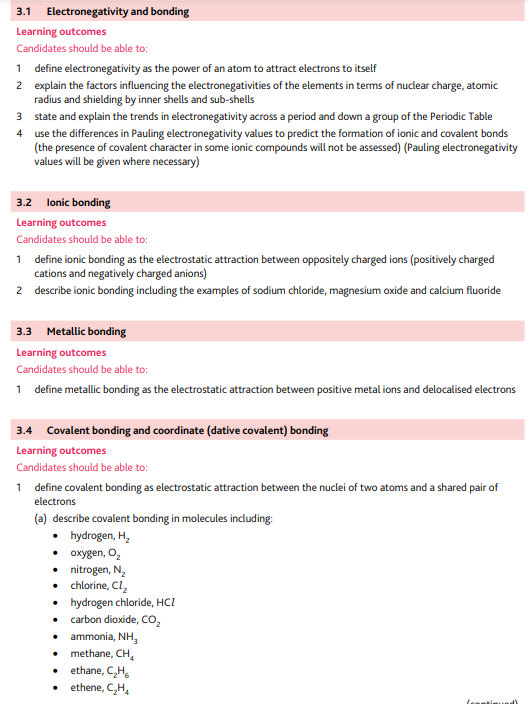 3.1 Electronegativity and bonding
Learning outcomes
Candidates should be able to:
1 define electronegativity as the power of an atom to attract electrons to itself
2 explain the factors influencing the electronegativities of the elements in terms of nuclear charge, atomic
radius and shielding by inner shells and sub-shells
3 state and explain the trends in electronegativity across a period and down a group of the Periodic Table
4 use the differences in Pauling electronegativity values to predict the formation of ionic and covalent bonds
(the presence of covalent character in some ionic compounds will not be assessed) (Pauling electronegativity
values will be given where necessary)
3.2 Ionic bonding
Learning outcomes
Candidates should be able to:
1 define ionic bonding as the electrostatic attraction between oppositely charged ions (positively charged
cations and negatively charged anions)
2 describe ionic bonding including the examples of sodium chloride, magnesium oxide and calcium fluoride
3.3 Metallic bonding
Learning outcomes
Candidates should be able to:
1 define metallic bonding as the electrostatic attraction between positive metal ions and delocalised electrons
3.4 Covalent bonding and coordinate (dative covalent) bonding
Learning outcomes
Candidates should be able to:
1 define covalent bonding as electrostatic attraction between the nuclei of two atoms and a shared pair of
electrons
(a) describe covalent bonding in molecules including:
• hydrogen, H₂
• oxygen, O₂
• nitrogen, N₂
• chlorine, Cl₂
• hydrogen chloride, HCl
• carbon dioxide, CO₂
• ammonia, NH₃
• methane, CH₄
• ethane, C₂H₆
• ethene, C₂H₄
(continued)